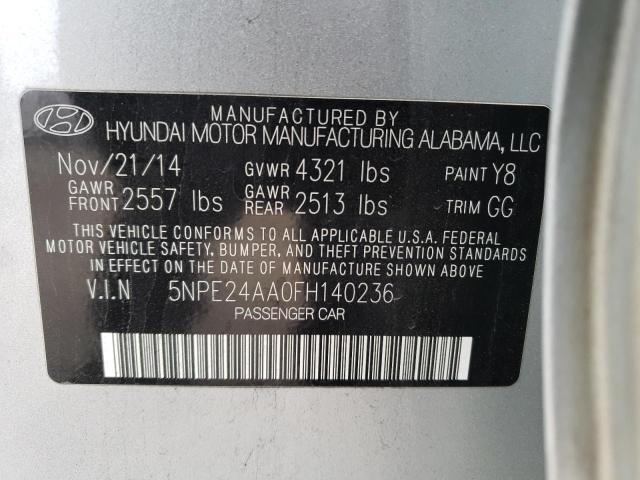 MANUFACTURED BY
HYUNDAI MOTOR MANUFACTURING ALABAMA, LLC
Nov/21/14 GVWR 4321 lbs PAINT Y8
GAWR FRONT 2557 lbs GAWR REAR 2513 lbs TRIM GG
THIS VEHICLE CONFORMS TO ALL APPLICABLE U.S.A. FEDERAL
MOTOR VEHICLE SAFETY, BUMPER, AND THEFT PREVENTION STANDARDS
IN EFFECT ON THE DATE OF MANUFACTURE SHOWN ABOVE
V.I.N 5NPE24AA0FH140236
PASSENGER CAR